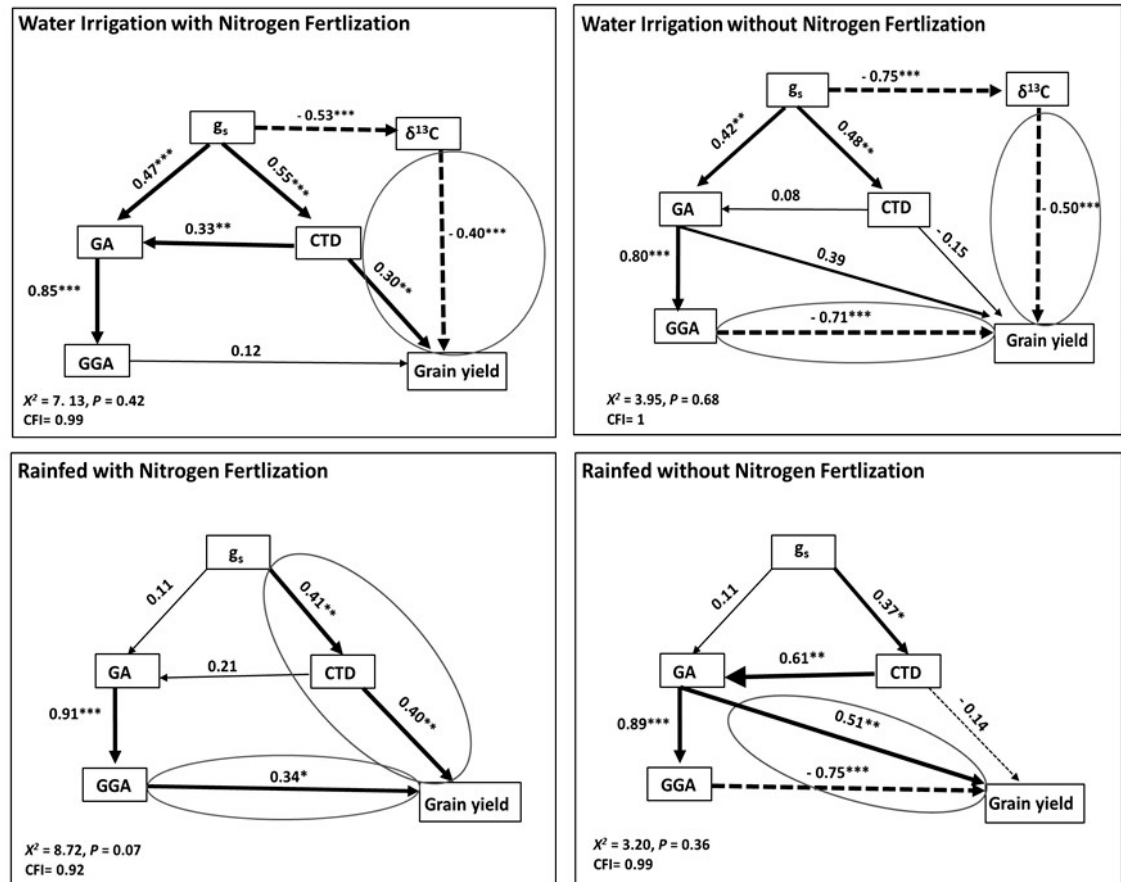 Water Irrigation with Nitrogen Fertlization
- 0.53***
gs
δ¹³C
0.47***
0.55***
GA
0.33**
CTD
- 0.40***
0.30**
0.85***
GGA
0.12
Grain yield
X² = 7. 13, P = 0.42
CFI= 0.99
Water Irrigation without Nitrogen Fertlization
- 0.75***
gs
δ¹³C
0.42**
0.48**
GA
0.08
CTD
- 0.50***
0.80***
0.39
- 0.15
GGA
- 0.71***
Grain yield
X² = 3.95, P = 0.68
CFI= 1
Rainfed with Nitrogen Fertlization
gs
0.11
0.41**
GA
0.21
CTD
0.91***
0.40**
GGA
0.34*
Grain yield
X² = 8.72, P = 0.07
CFI= 0.92
Rainfed without Nitrogen Fertlization
gs
0.11
0.37*
GA
0.61**
CTD
0.89***
0.51**
- 0.14
GGA
- 0.75***
Grain yield
X² = 3.20, P = 0.36
CFI= 0.99